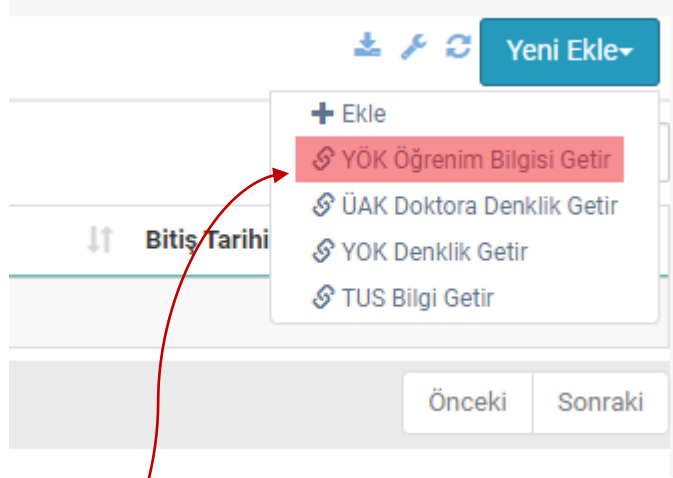 Yeni Ekle
Ekle
YÖK Öğrenim Bilgisi Getir
ÜAK Doktora Denklik Getir
Bitiş Tarihi
YOK Denklik Getir
TUS Bilgi Getir
Önceki
Sonraki